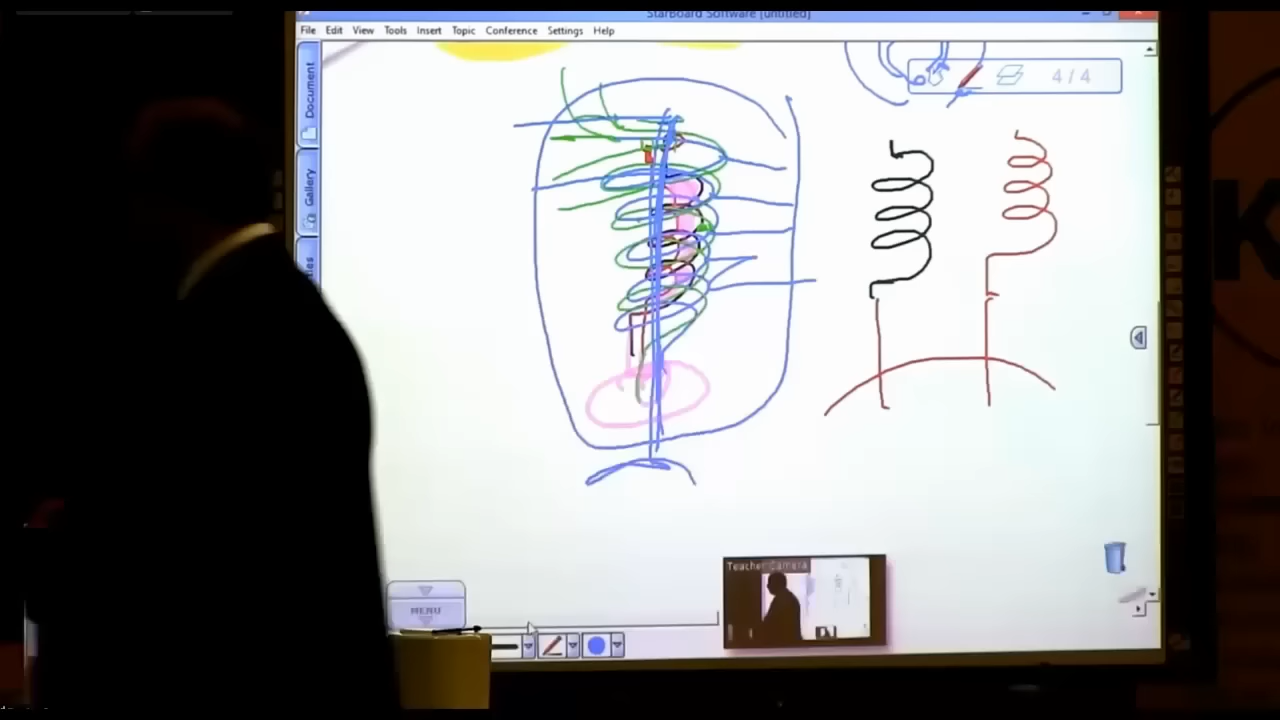 StarBoard Software [untitled]
File Edit View Tools Insert Topic Conference Settings Help
Document
Gallery
4 / 4
MENU
Teacher Camera